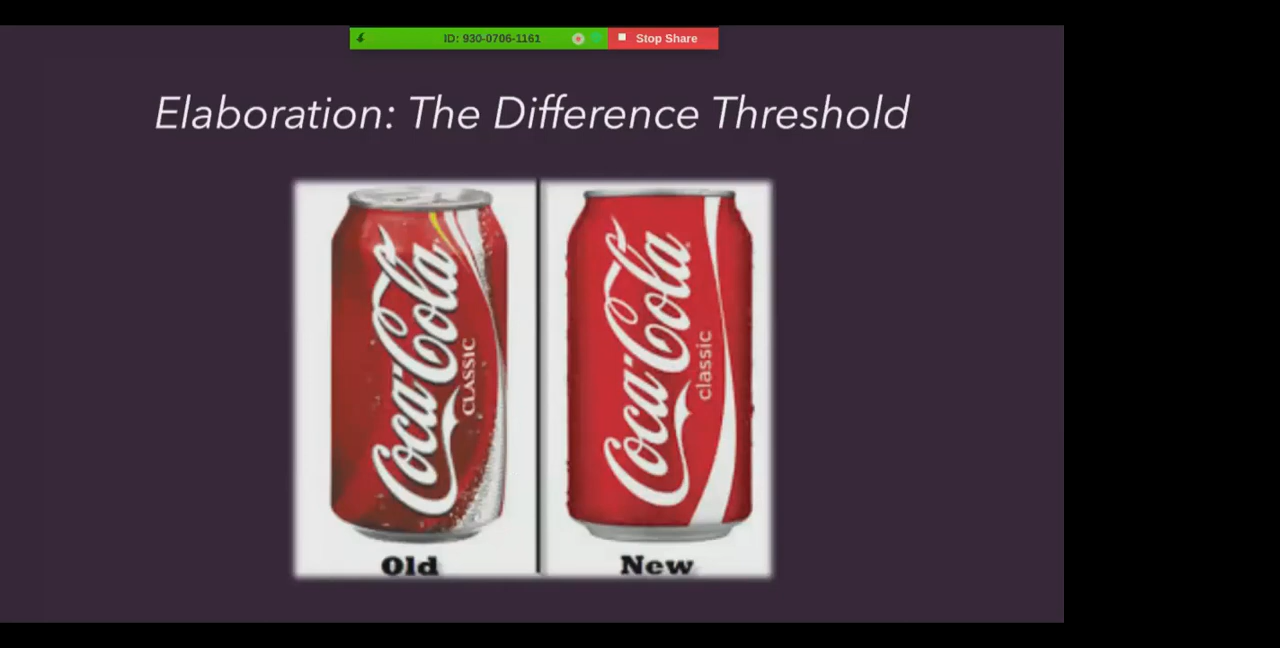 ID: 930-0706-1161
Stop Share
Elaboration: The Difference Threshold
Coca-Cola
CLASSIC
Coca-Cola
classic
Old
New